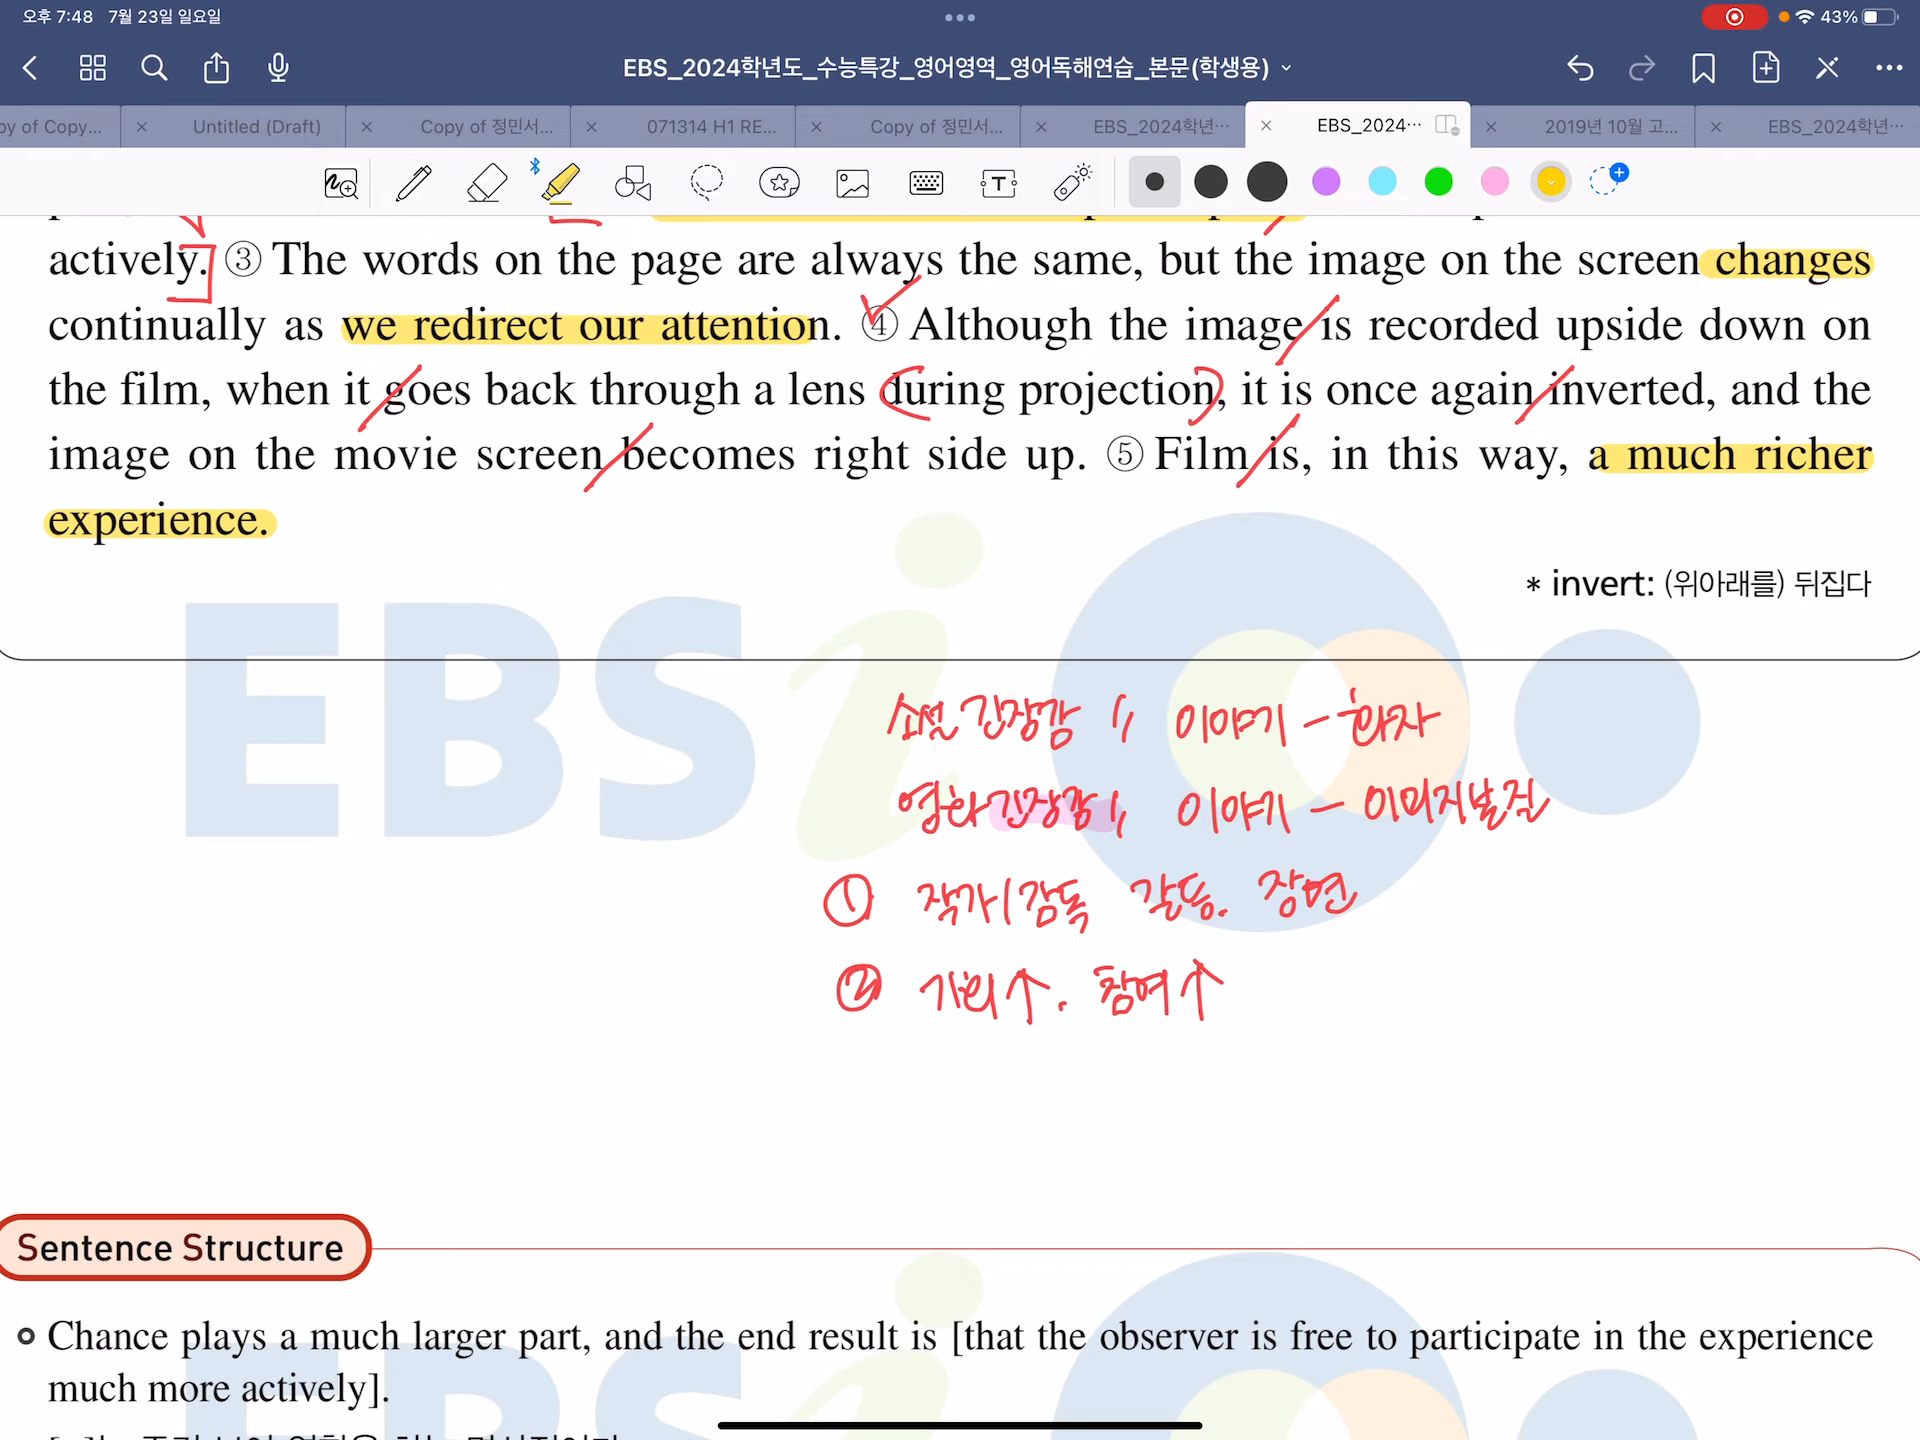 오후 7:48 7월 23일 일요일
43%
EBS_2024학년도_수능특강_영어영역_영어독해연습_본문(학생용)
by of Copy...
Untitled (Draft)
Copy of 정민서...
071314 H1 RE...
Copy of 정민서...
EBS_2024학년···
EBS_2024···
2019년 10월 고...
EBS_2024학년···
actively. ③ The words on the page are always the same, but the image on the screen changes
continually as we redirect our attention. ④ Although the image is recorded upside down on
the film, when it goes back through a lens during projection, it is once again inverted, and the
image on the movie screen becomes right side up. ⑤ Film is, in this way, a much richer
experience.
* invert: (위아래를) 뒤집다
EBSi
소설 긴장감 이야기 – 화자
영화 긴장감 이야기 – 이미지 본질
① 작가/감독 갈등. 장면
② 기회↑. 참여↑
Sentence Structure
Chance plays a much larger part, and the end result is [that the observer is free to participate in the experience
much more actively].